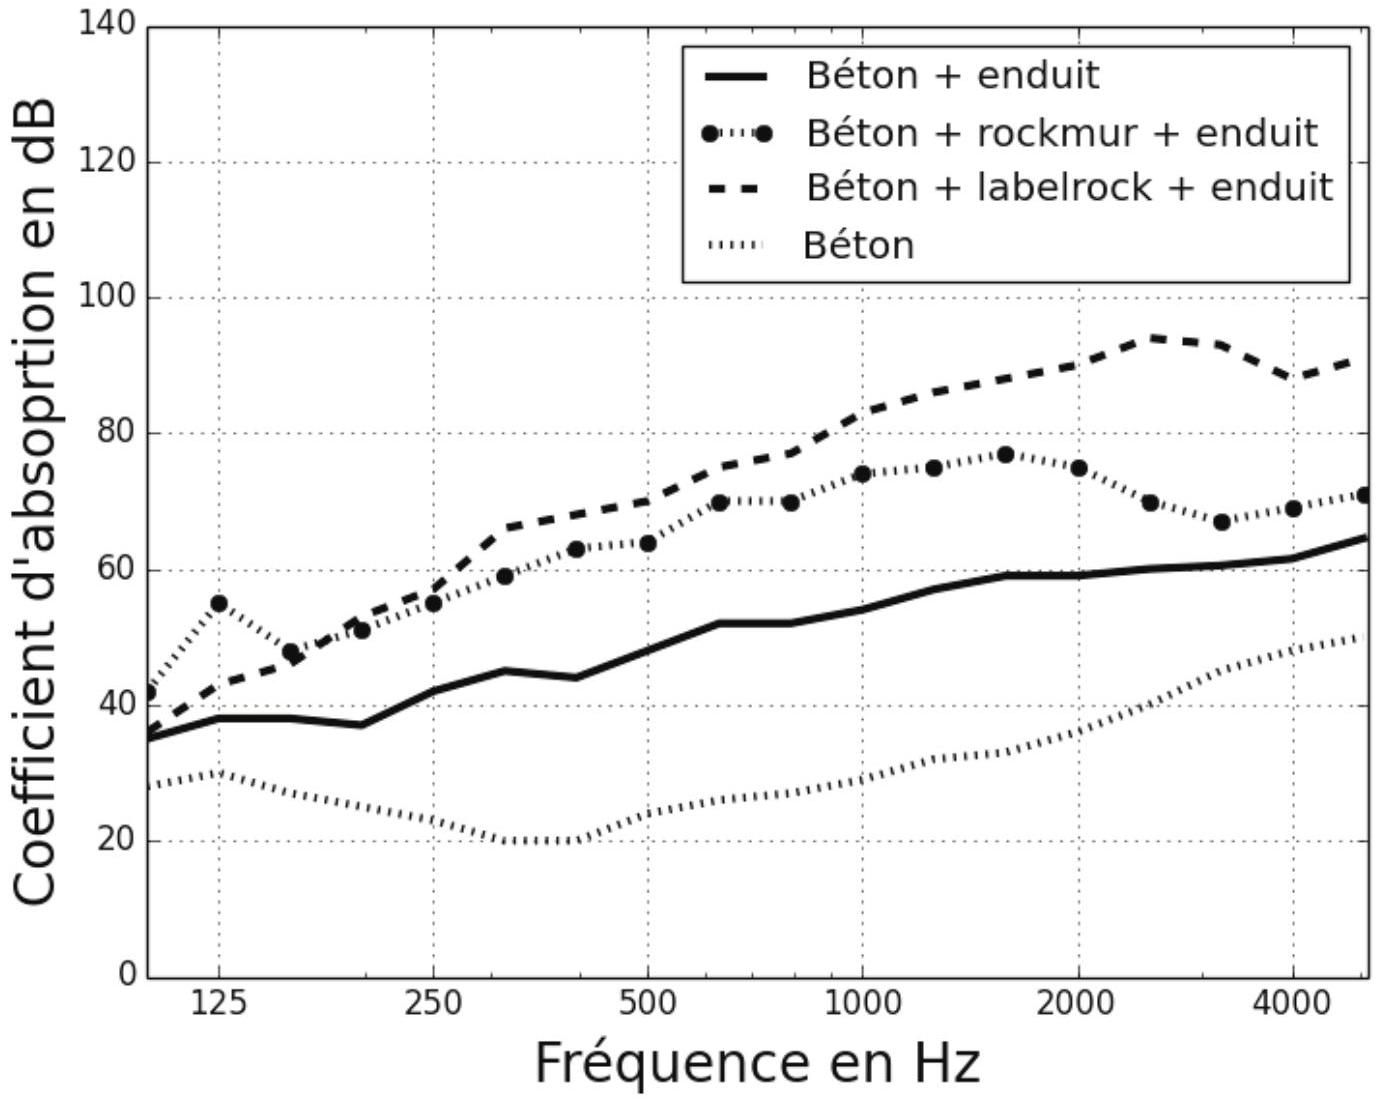 140
120
100
80
60
40
20
0
Coefficient d'absoprtion en dB
Béton + enduit
Béton + rockmur + enduit
Béton + labelrock + enduit
Béton
125 250 500 1000 2000 4000
Fréquence en Hz